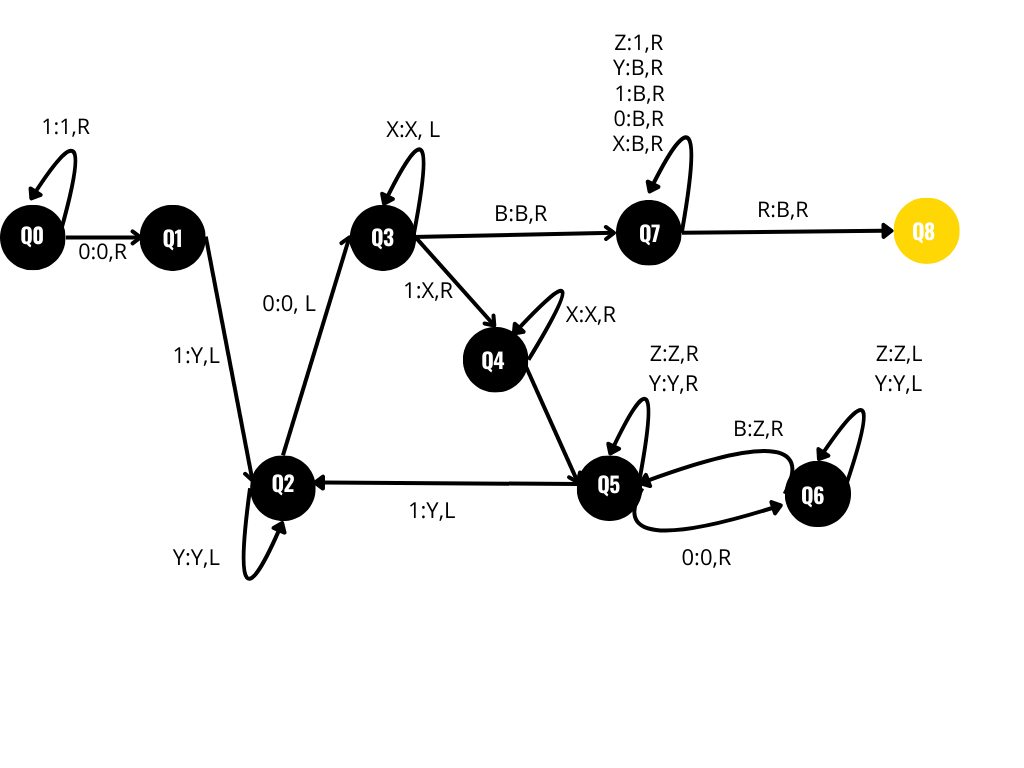 Z:1,R
Y:B,R
1:B,R
0:B,R
X:B,R
1:1,R
X:X, L
Q0
0:0,R
Q1
Q3
B:B,R
Q7
R:B,R
Q8
0:0, L
1:X,R
X:X,R
1:Y,L
Q4
Z:Z,R
Y:Y,R
Z:Z,L
Y:Y,L
B:Z,R
Q2
1:Y,L
Q5
Q6
Y:Y,L
0:0,R